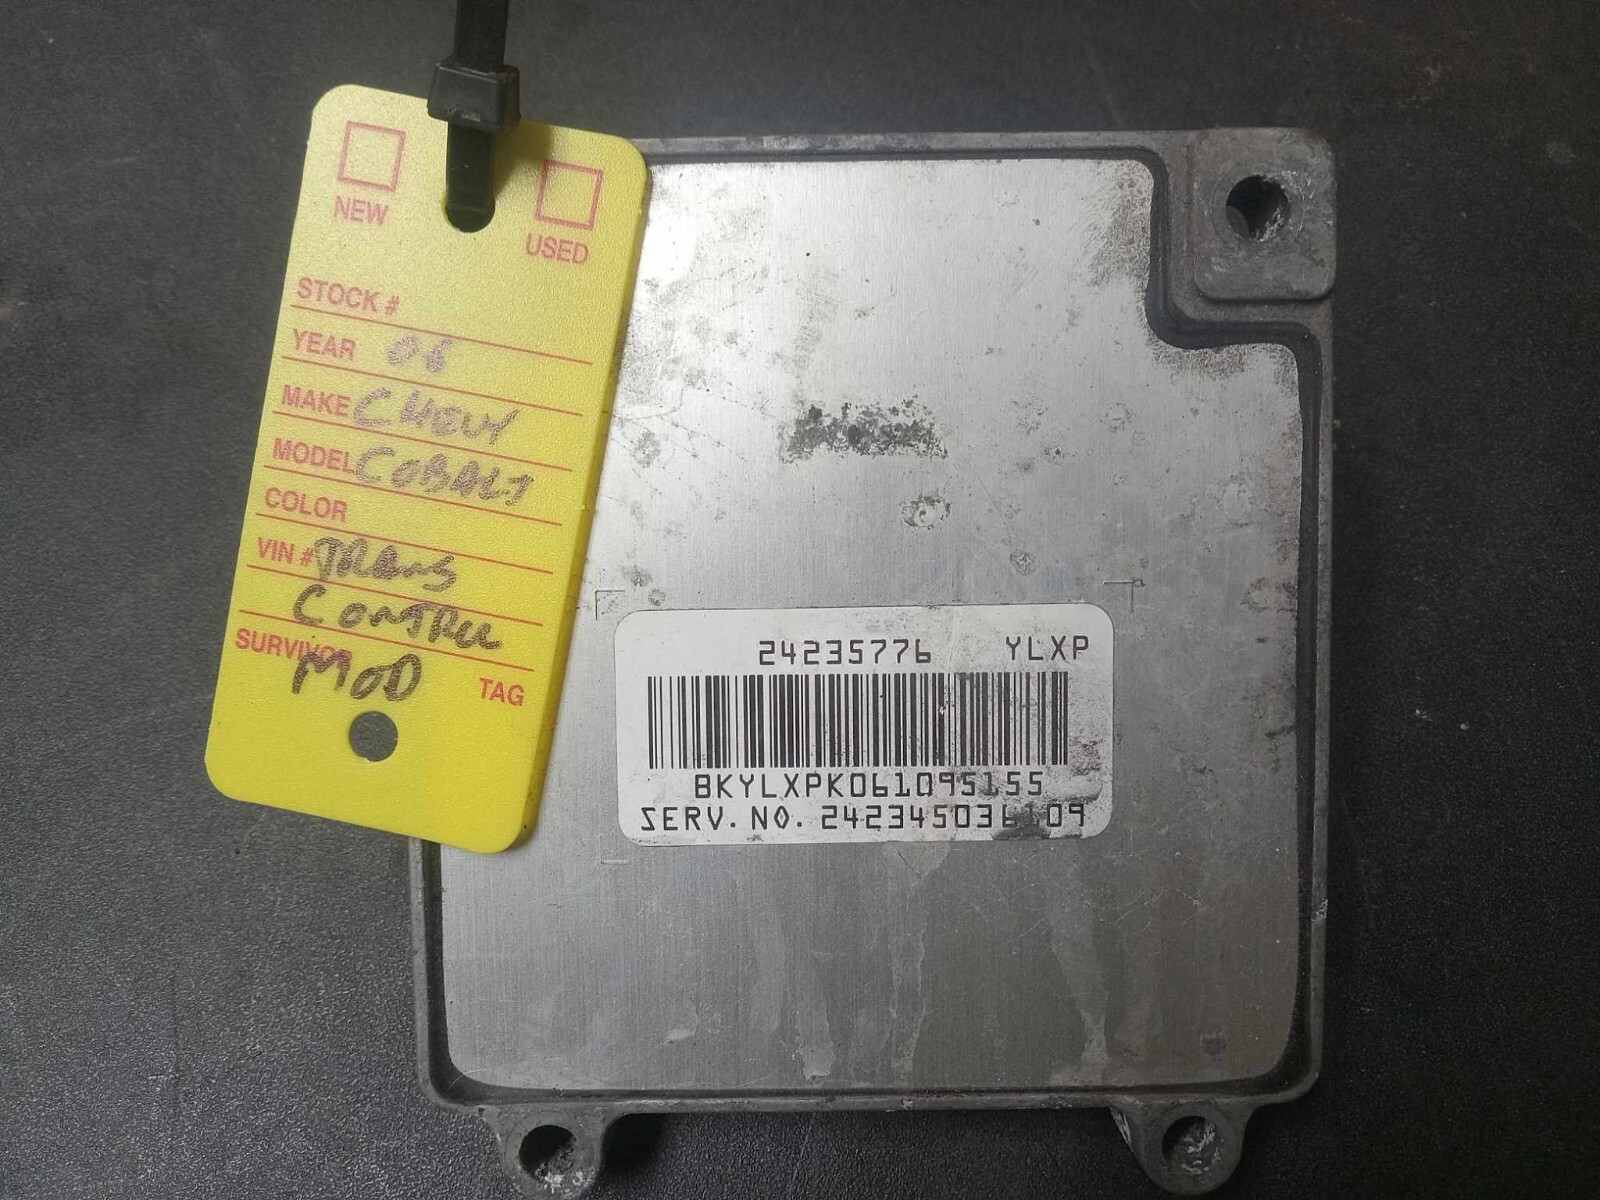 NEW
USED
STOCK #
YEAR 06
MAKE CHEVY
MODEL COBALT
COLOR
VIN # TRANS
CONTROL
SURVIVOR MOD TAG
24235776 YLXP
BKYLXPK061095155
SERV. NO. 242345036109